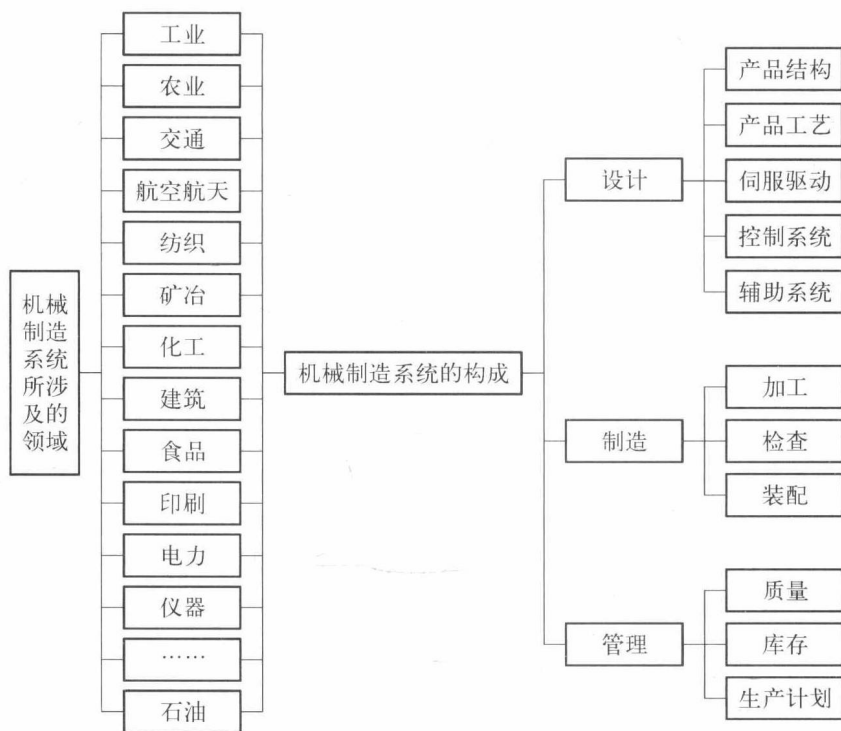 机械
制造
系统
所涉
及的
领域
工业
农业
交通
航空航天
纺织
矿冶
化工
建筑
食品
印刷
电力
仪器
……
石油
机械制造系统的构成
设计
产品结构
产品工艺
伺服驱动
控制系统
辅助系统
制造
加工
检查
装配
管理
质量
库存
生产计划